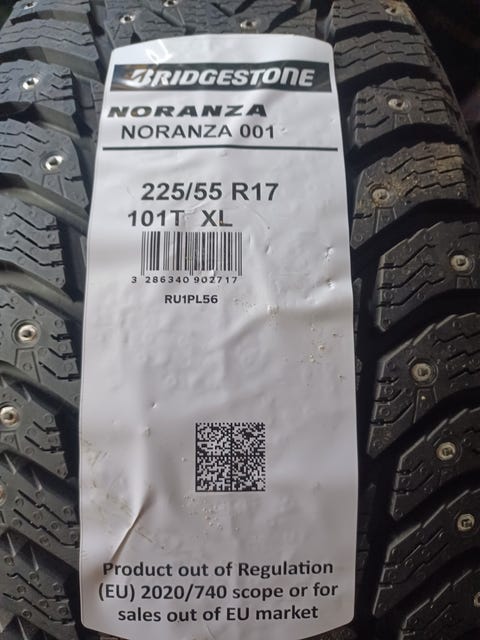 BRIDGESTONE
NORANZA
NORANZA 001
225/55 R17
101T XL
3 286340 902717
RU1PL56
Product out of Regulation
(EU) 2020/740 scope or for
sales out of EU market